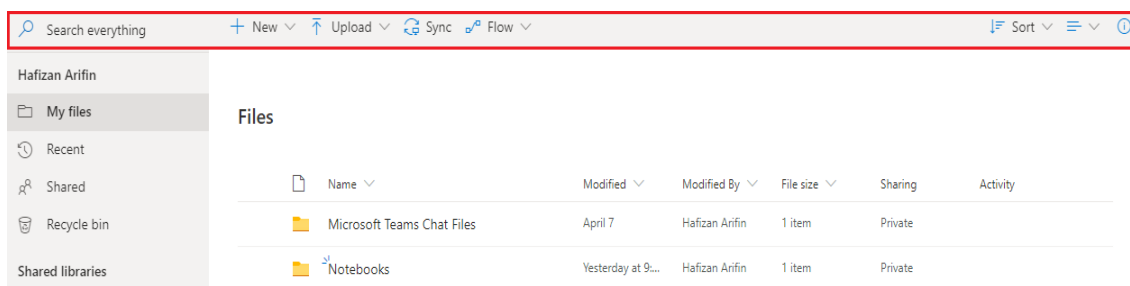 Search everything New Upload Sync Flow Sort
Hafizan Arifin
My files
Recent
Shared
Recycle bin
Shared libraries
Files
Name Modified Modified By File size Sharing Activity
Microsoft Teams Chat Files April 7 Hafizan Arifin 1 item Private
Notebooks Yesterday at 9:... Hafizan Arifin 1 item Private